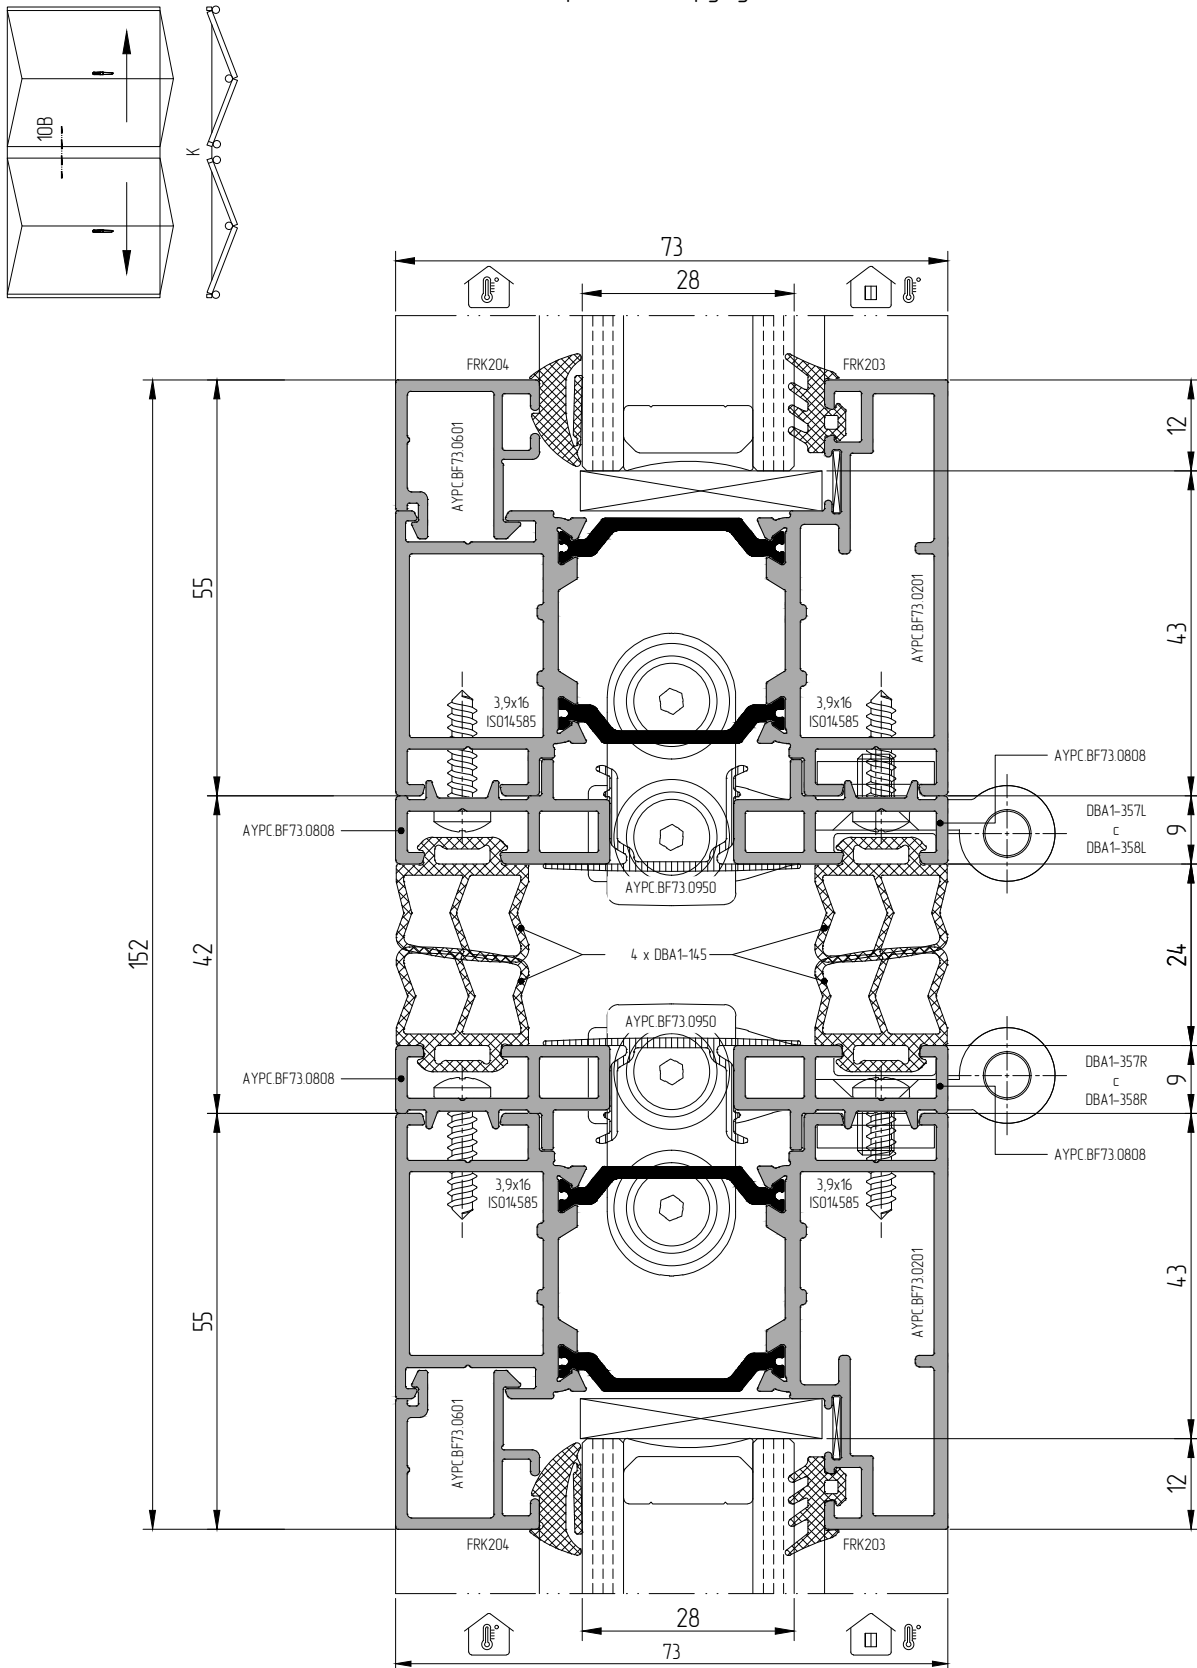 10B
K
73
28
FRK204
FRK203
12
AYPC.BF73.0601
55
43
AYPC.BF73.0201
3,9x16
ISO14585
3,9x16
ISO14585
AYPC.BF73.0808
AYPC.BF73.0808
DBA1-357L
с
DBA1-358L
9
AYPC.BF73.0950
152
42
4 x DBA1-145
24
AYPC.BF73.0950
AYPC.BF73.0808
DBA1-357R
с
DBA1-358R
9
AYPC.BF73.0808
3,9x16
ISO14585
3,9x16
ISO14585
AYPC.BF73.0201
43
55
AYPC.BF73.0601
12
FRK204
FRK203
28
73